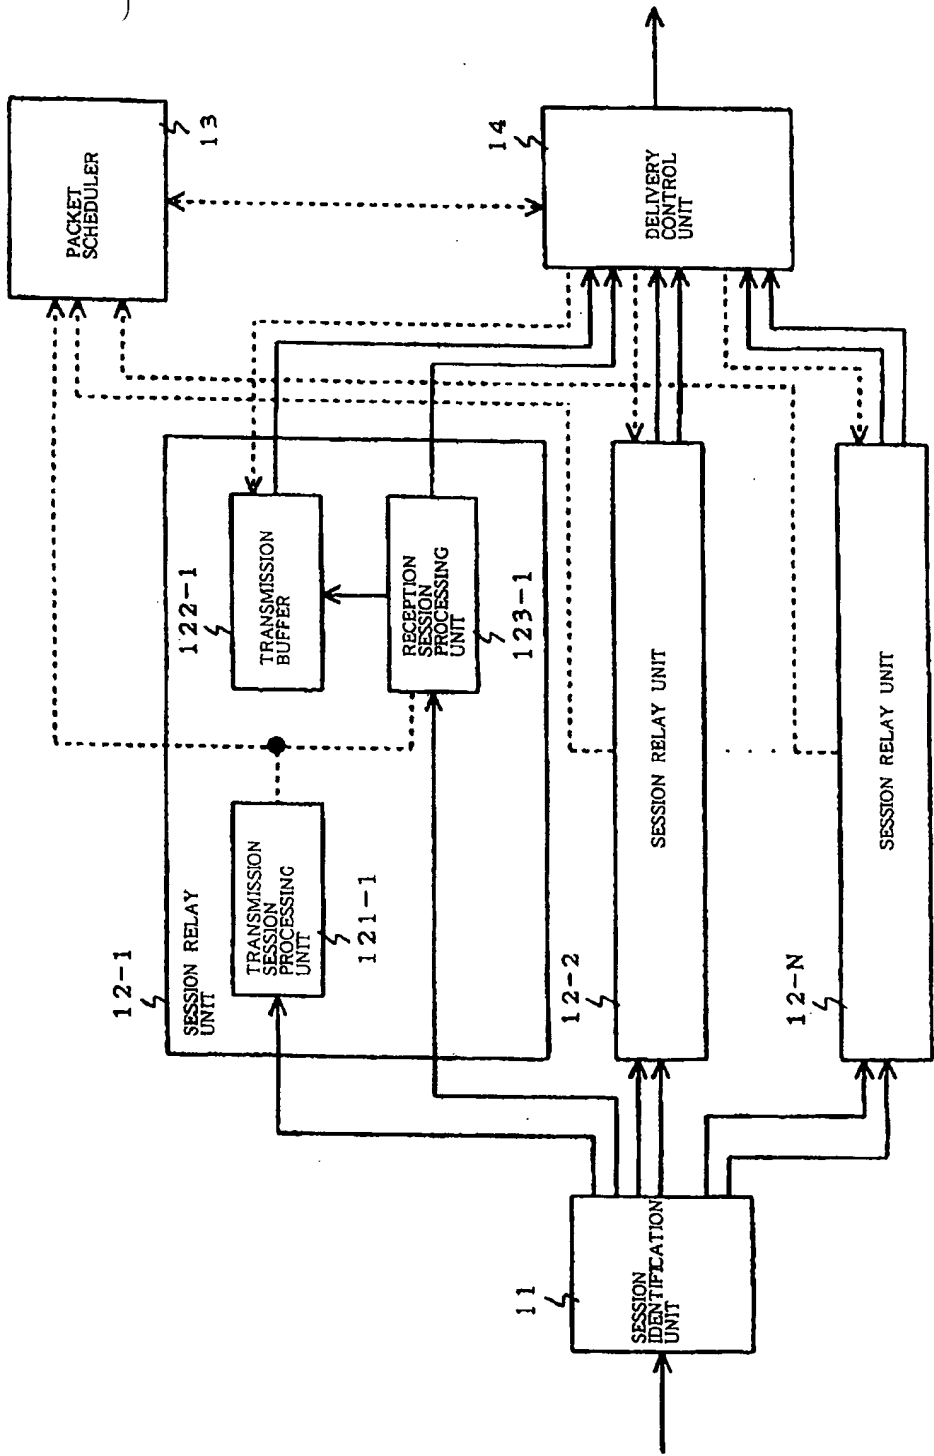 PACKET
SCHEDULER
13
14
DELIVERY
CONTROL
UNIT
12-1
SESSION RELAY
UNIT
122-1
TRANSMISSION
BUFFER
RECEPTION
SESSION
PROCESSING
UNIT
123-1
TRANSMISSION
SESSION
PROCESSING
UNIT
121-1
12-2
SESSION RELAY UNIT
12-N
SESSION RELAY UNIT
11
SESSION
IDENTIFICATION
UNIT